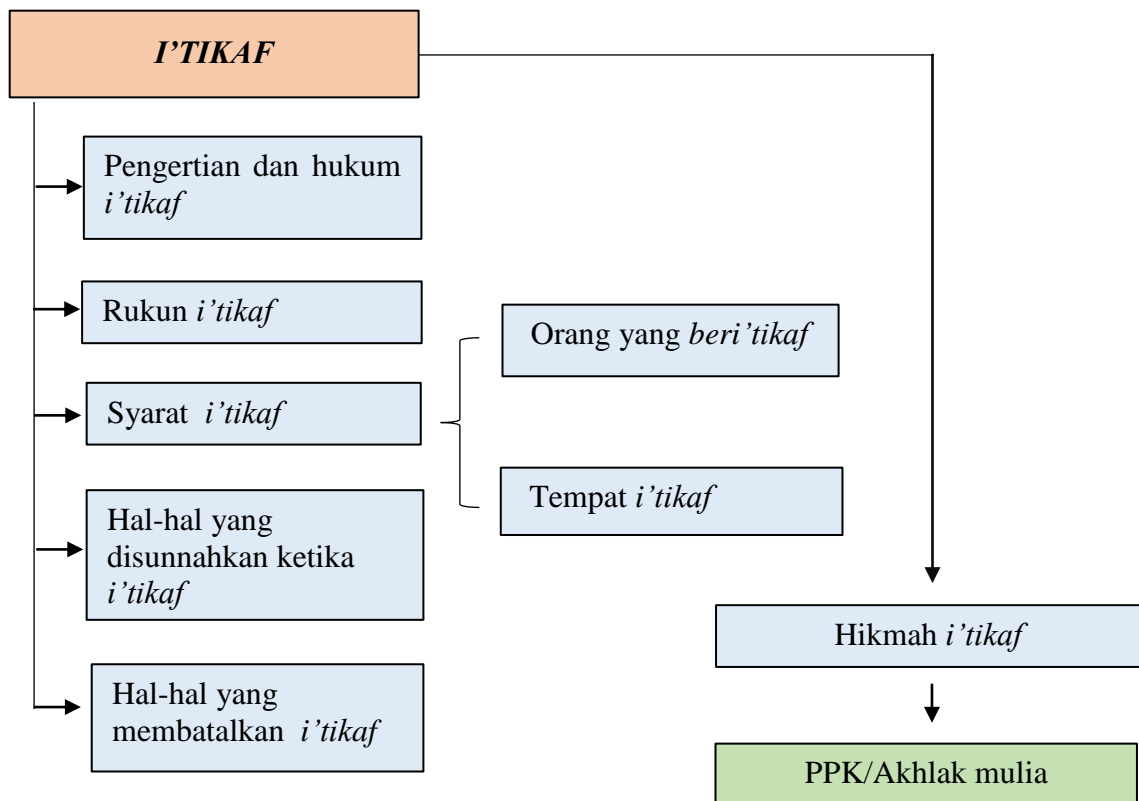 I’TIKAF
Pengertian dan hukum
i’tikaf
Rukun i’tikaf
Syarat i’tikaf
Orang yang beri’tikaf
Tempat i’tikaf
Hal-hal yang
disunnahkan ketika
i’tikaf
Hal-hal yang
membatalkan i’tikaf
Hikmah i’tikaf
PPK/Akhlak mulia